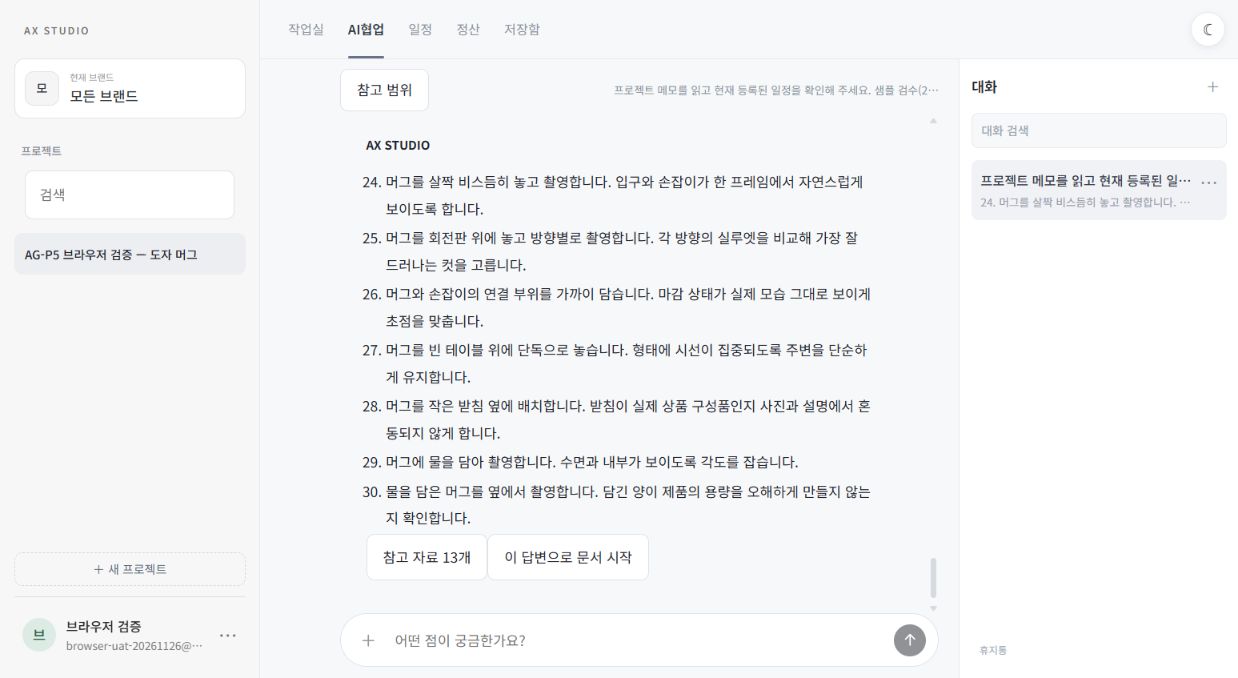 AX STUDIO
모
현재 브랜드
모든 브랜드
프로젝트
검색
AG-P5 브라우저 검증 — 도자 머그
+ 새 프로젝트
브
브라우저 검증
browser-uat-20261126@…
작업실
AI협업
일정
정산
저장함
참고 범위
프로젝트 메모를 읽고 현재 등록된 일정을 확인해 주세요. 샘플 검수(2…
AX STUDIO
24. 머그를 살짝 비스듬히 놓고 촬영합니다. 입구와 손잡이가 한 프레임에서 자연스럽게
보이도록 합니다.
25. 머그를 회전판 위에 놓고 방향별로 촬영합니다. 각 방향의 실루엣을 비교해 가장 잘
드러나는 컷을 고릅니다.
26. 머그와 손잡이의 연결 부위를 가까이 담습니다. 마감 상태가 실제 모습 그대로 보이게
초점을 맞춥니다.
27. 머그를 빈 테이블 위에 단독으로 놓습니다. 형태에 시선이 집중되도록 주변을 단순하
게 유지합니다.
28. 머그를 작은 받침 옆에 배치합니다. 받침이 실제 상품 구성품인지 사진과 설명에서 혼
동되지 않게 합니다.
29. 머그에 물을 담아 촬영합니다. 수면과 내부가 보이도록 각도를 잡습니다.
30. 물을 담은 머그를 옆에서 촬영합니다. 담긴 양이 제품의 용량을 오해하게 만들지 않는
지 확인합니다.
참고 자료 13개
이 답변으로 문서 시작
어떤 점이 궁금한가요?
대화
대화 검색
프로젝트 메모를 읽고 현재 등록된 일…
24. 머그를 살짝 비스듬히 놓고 촬영합니다. …
휴지통